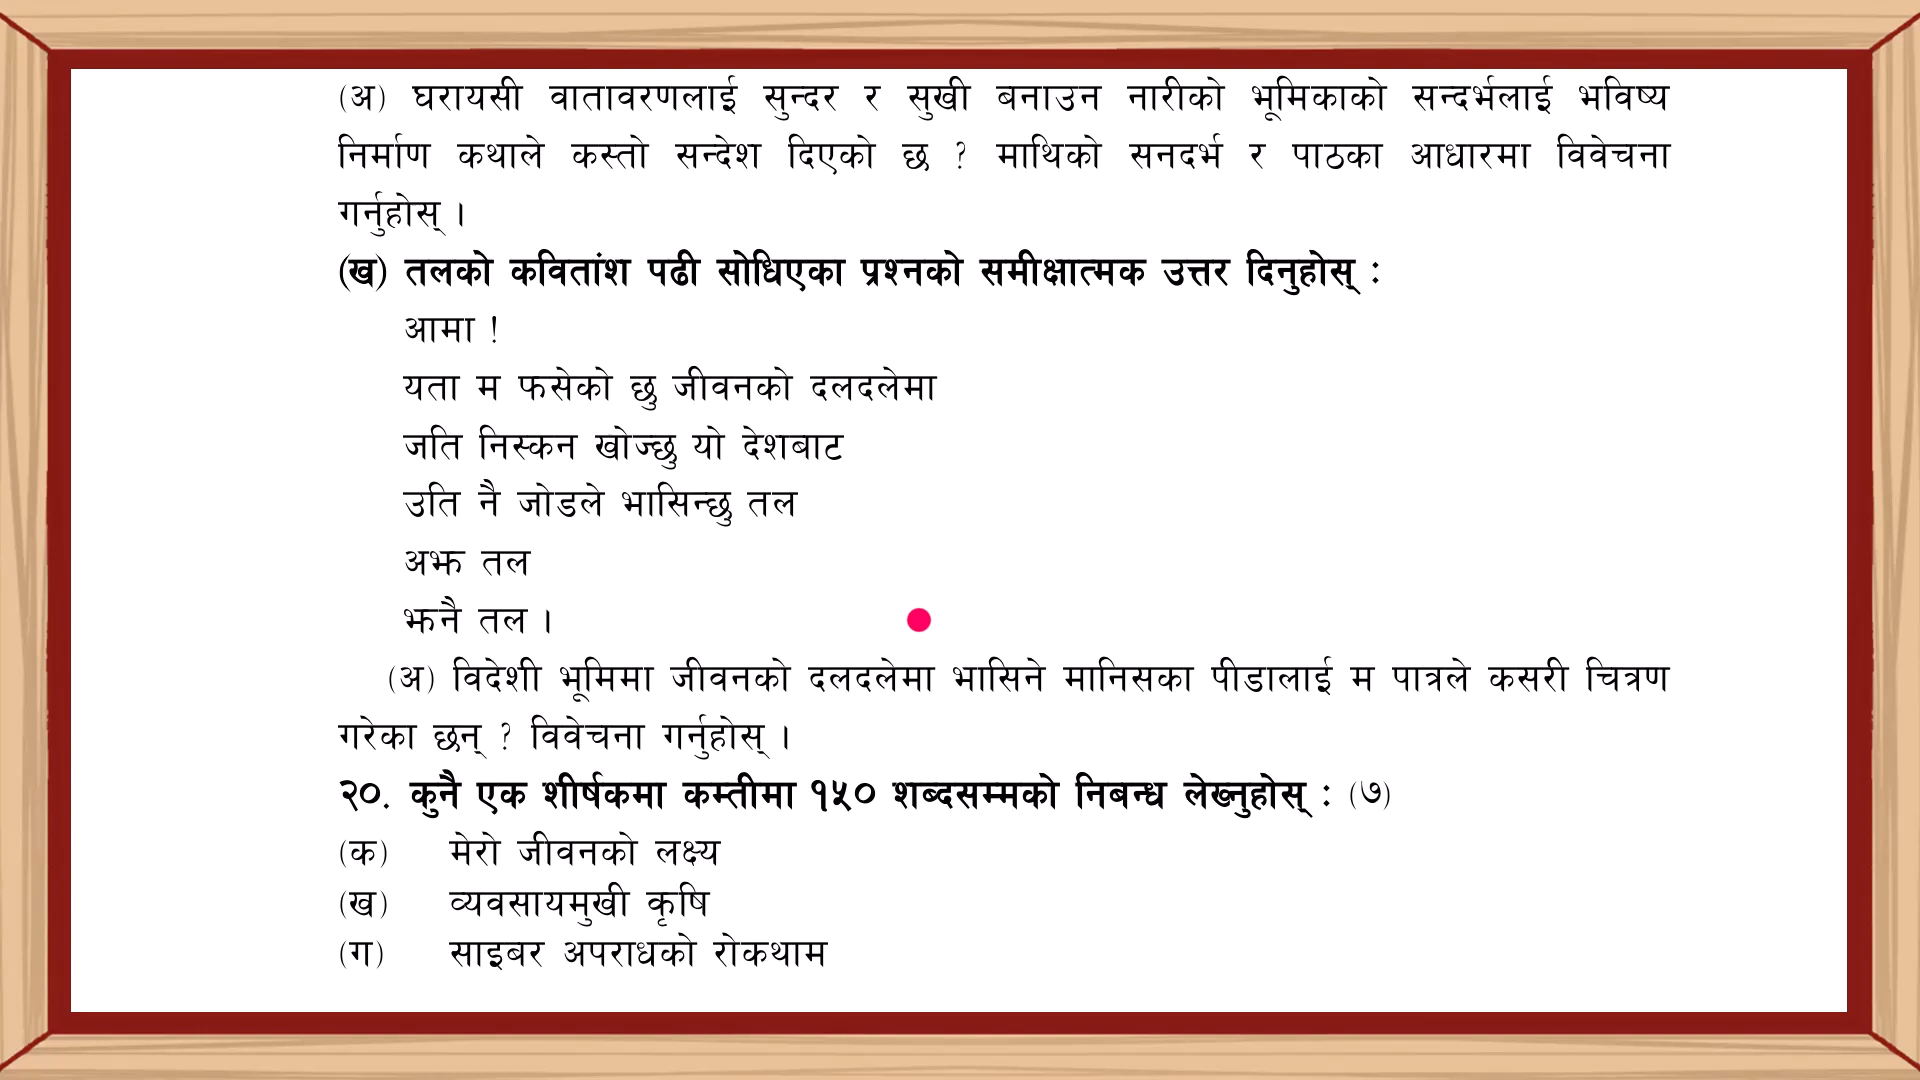 (अ) घरायसी वातावरणलाई सुन्दर र सुखी बनाउन नारीको भूमिकाको सन्दर्भलाई भविष्य
निर्माण कथाले कस्तो सन्देश दिएको छ ? माथिको सनदर्भ र पाठका आधारमा विवेचना
गर्नुहोस् ।
(ख) तलको कवितांश पढी सोधिएका प्रश्नको समीक्षात्मक उत्तर दिनुहोस् :
आमा !
यता म फसेको छु जीवनको दलदलेमा
जति निस्कन खोज्छु यो देशबाट
उति नै जोडले भासिन्छु तल
अझ तल
झनै तल ।
(अ) विदेशी भूमिमा जीवनको दलदलेमा भासिने मानिसका पीडालाई म पात्रले कसरी चित्रण
गरेका छन् ? विवेचना गर्नुहोस् ।
२०. कुनै एक शीर्षकमा कम्तीमा १५० शब्दसम्मको निबन्ध लेख्नुहोस् : (७)
(क) मेरो जीवनको लक्ष्य
(ख) व्यवसायमुखी कृषि
(ग) साइबर अपराधको रोकथाम